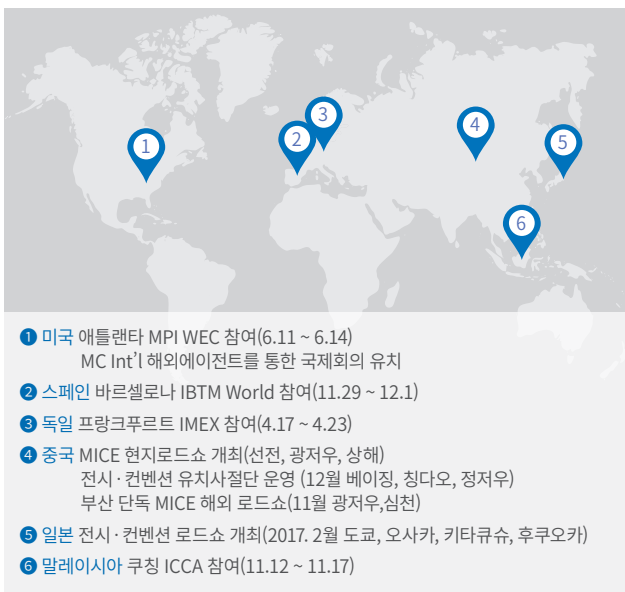 1
2
3
4
5
6
❶ 미국 애틀랜타 MPI WEC 참여(6.11 ~ 6.14)
MC Int’l 해외에이전트를 통한 국제회의 유치
❷ 스페인 바르셀로나 IBTM World 참여(11.29 ~ 12.1)
❸ 독일 프랑크푸르트 IMEX 참여(4.17 ~ 4.23)
❹ 중국 MICE 현지로드쇼 개최(선전, 광저우, 상해)
전시·컨벤션 유치사절단 운영 (12월 베이징, 칭다오, 정저우)
부산 단독 MICE 해외 로드쇼(11월 광저우,심천)
❺ 일본 전시·컨벤션 로드쇼 개최(2017. 2월 도쿄, 오사카, 키타큐슈, 후쿠오카)
❻ 말레이시아 쿠칭 ICCA 참여(11.12 ~ 11.17)